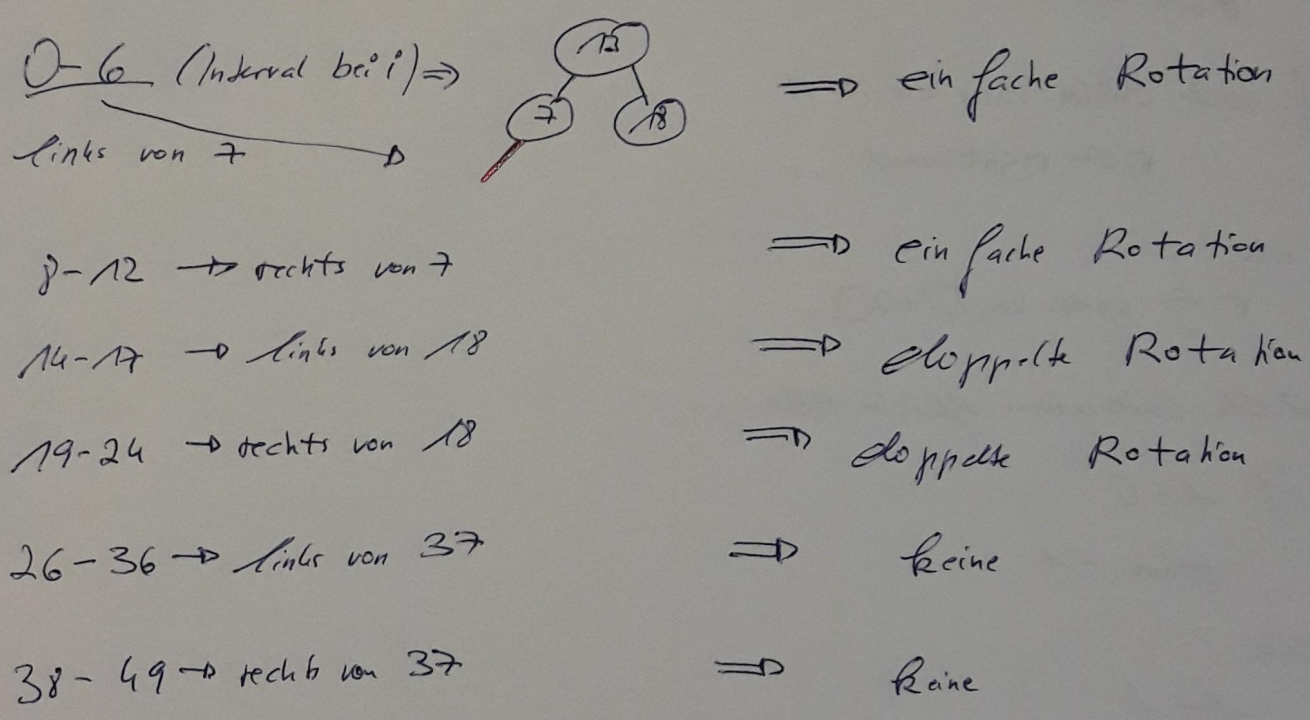 0-6 (Interval bei i) ⇒ 13 ⇒ einfache Rotation
7 18
links von 7
8-12 → rechts von 7 ⇒ einfache Rotation
14-17 → links von 18 ⇒ doppelte Rotation
19-24 → rechts von 18 ⇒ doppelte Rotation
26-36 → links von 37 ⇒ keine
38-49 → rechts von 37 ⇒ keine